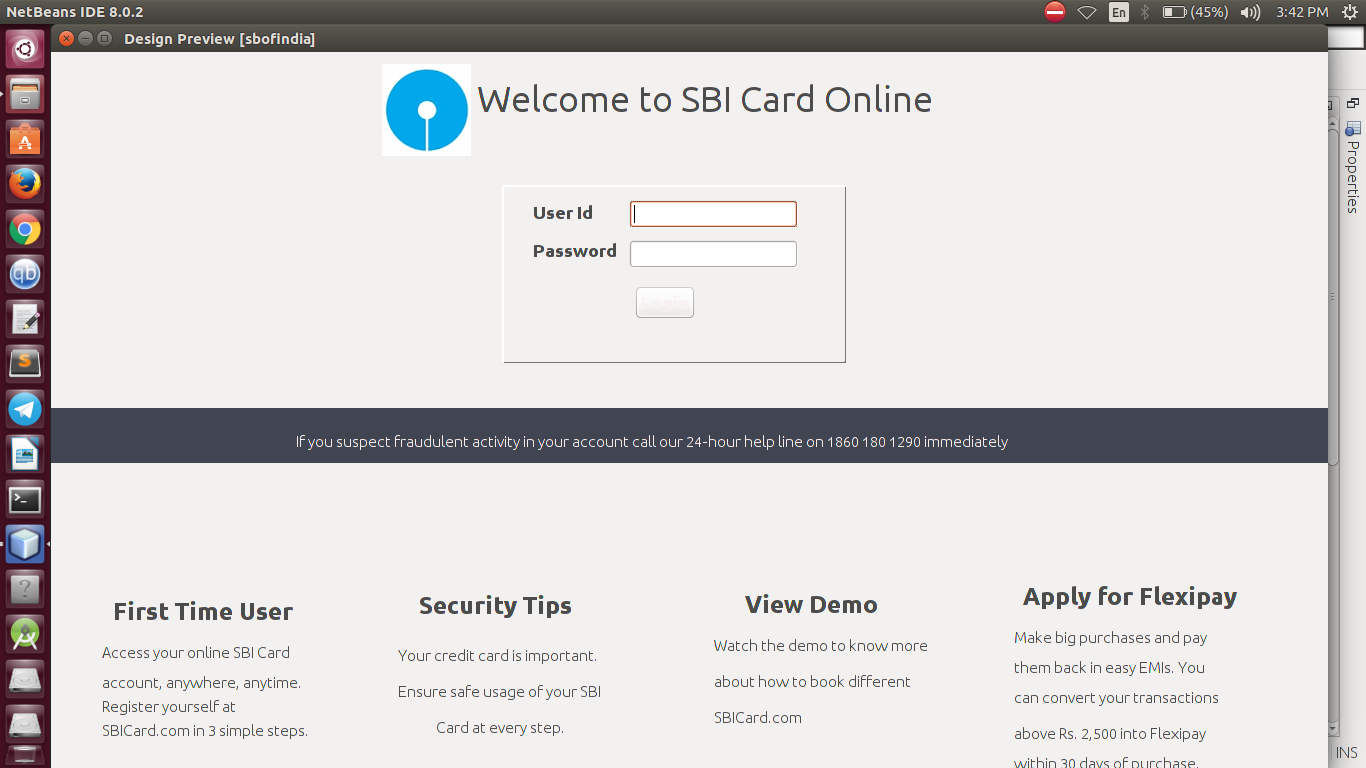 NetBeans IDE 8.0.2
En
(45%)
3:42 PM
Design Preview [sbofIndia]
Welcome to SBI Card Online
Properties
User Id
Password
Login
If you suspect fraudulent activity in your account call our 24-hour help line on 1860 180 1290 immediately
First Time User
Access your online SBI Card
account, anywhere, anytime.
Register yourself at
SBICard.com in 3 simple steps.
Security Tips
Your credit card is important.
Ensure safe usage of your SBI
Card at every step.
View Demo
Watch the demo to know more
about how to book different
SBICard.com
Apply for Flexipay
Make big purchases and pay
them back in easy EMIs. You
can convert your transactions
above Rs. 2,500 into Flexipay
within 30 days of purchase.
INS
qb
S